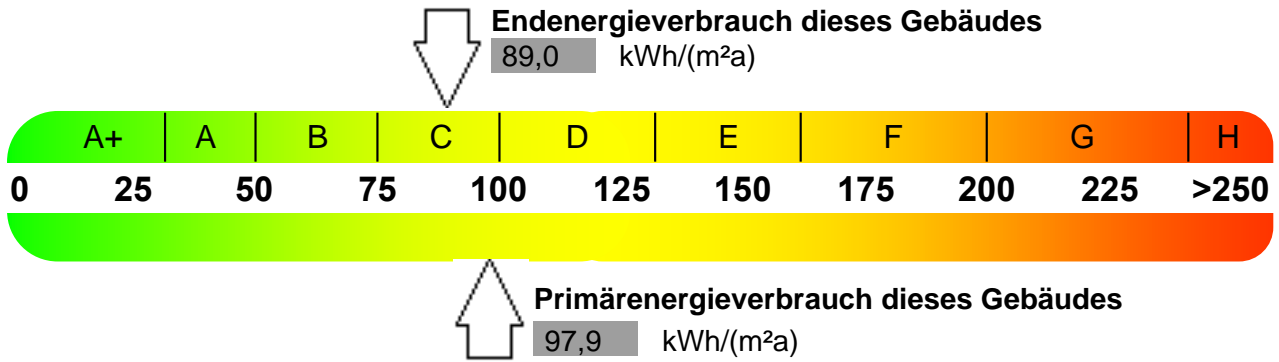 Endenergieverbrauch dieses Gebäudes
89,0 kWh/(m²a)
A+ A B C D E F G H
0 25 50 75 100 125 150 175 200 225 >250
Primärenergieverbrauch dieses Gebäudes
97,9 kWh/(m²a)